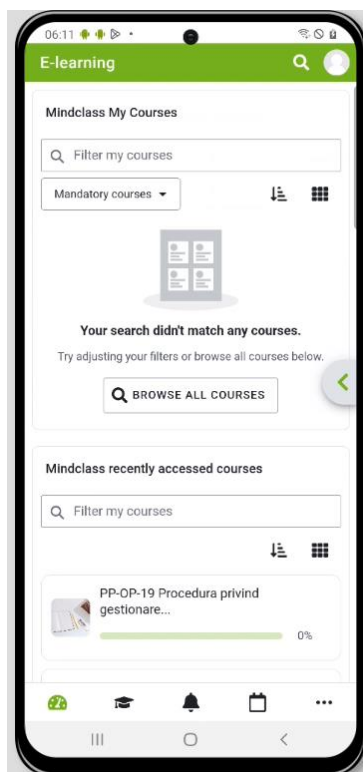 06:11
E-learning
Mindclass My Courses
Filter my courses
Mandatory courses
Your search didn't match any courses.
Try adjusting your filters or browse all courses below.
BROWSE ALL COURSES
Mindclass recently accessed courses
Filter my courses
PP-OP-19 Procedura privind
gestionare...
0%